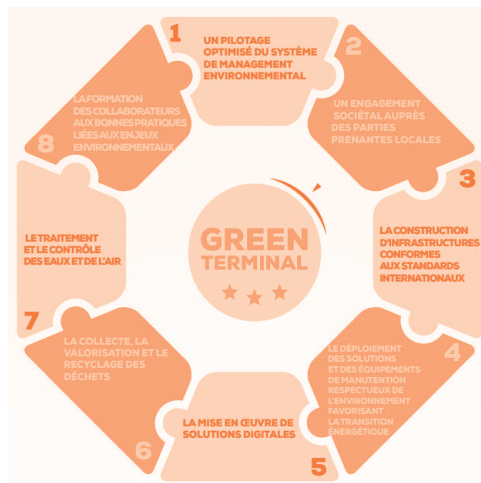 1
UN PILOTAGE
OPTIMISÉ DU SYSTÈME
DE MANAGEMENT
ENVIRONNEMENTAL
2
UN ENGAGEMENT
SOCIÉTAL AUPRÈS
DES PARTIES
PRENANTES LOCALES
3
LA CONSTRUCTION
D'INFRASTRUCTURES
CONFORMES
AUX STANDARDS
INTERNATIONAUX
4
LE DÉPLOIEMENT
DES SOLUTIONS
ET DES ÉQUIPEMENTS
DE MANUTENTION
RESPECTUEUX DE
L'ENVIRONNEMENT
FAVORISANT
LA TRANSITION
ÉNERGÉTIQUE
LA MISE EN ŒUVRE DE
SOLUTIONS DIGITALES
5
LA COLLECTE, LA
VALORISATION ET LE
RECYCLAGE DES
DÉCHETS
6
LE TRAITEMENT
ET LE CONTRÔLE
DES EAUX ET DE L'AIR
7
LA FORMATION
DES COLLABORATEURS
AUX BONNES PRATIQUES
LIÉES AUX ENJEUX
ENVIRONNEMENTAUX
8
GREEN
TERMINAL